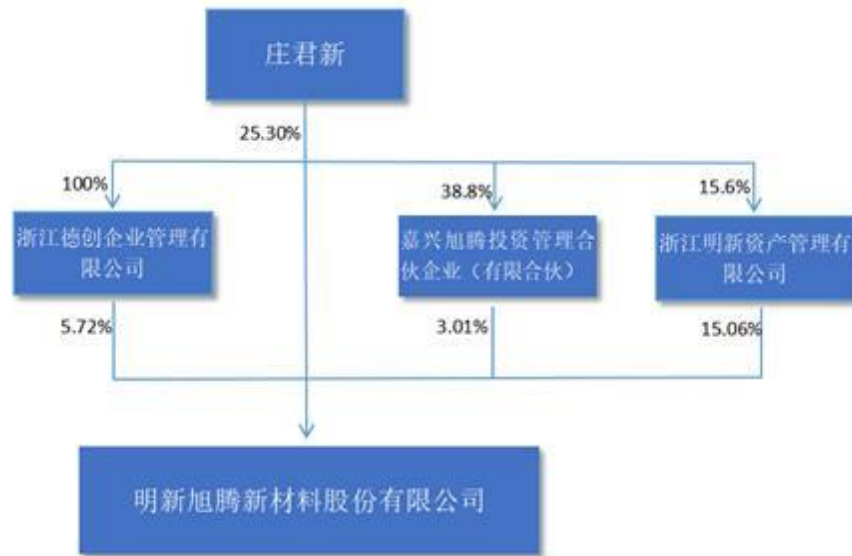 庄君新
25.30%
100%
38.8%
15.6%
浙江德创企业管理有
限公司
嘉兴旭腾投资管理合
伙企业（有限合伙）
浙江明新资产管理有
限公司
5.72%
3.01%
15.06%
明新旭腾新材料股份有限公司